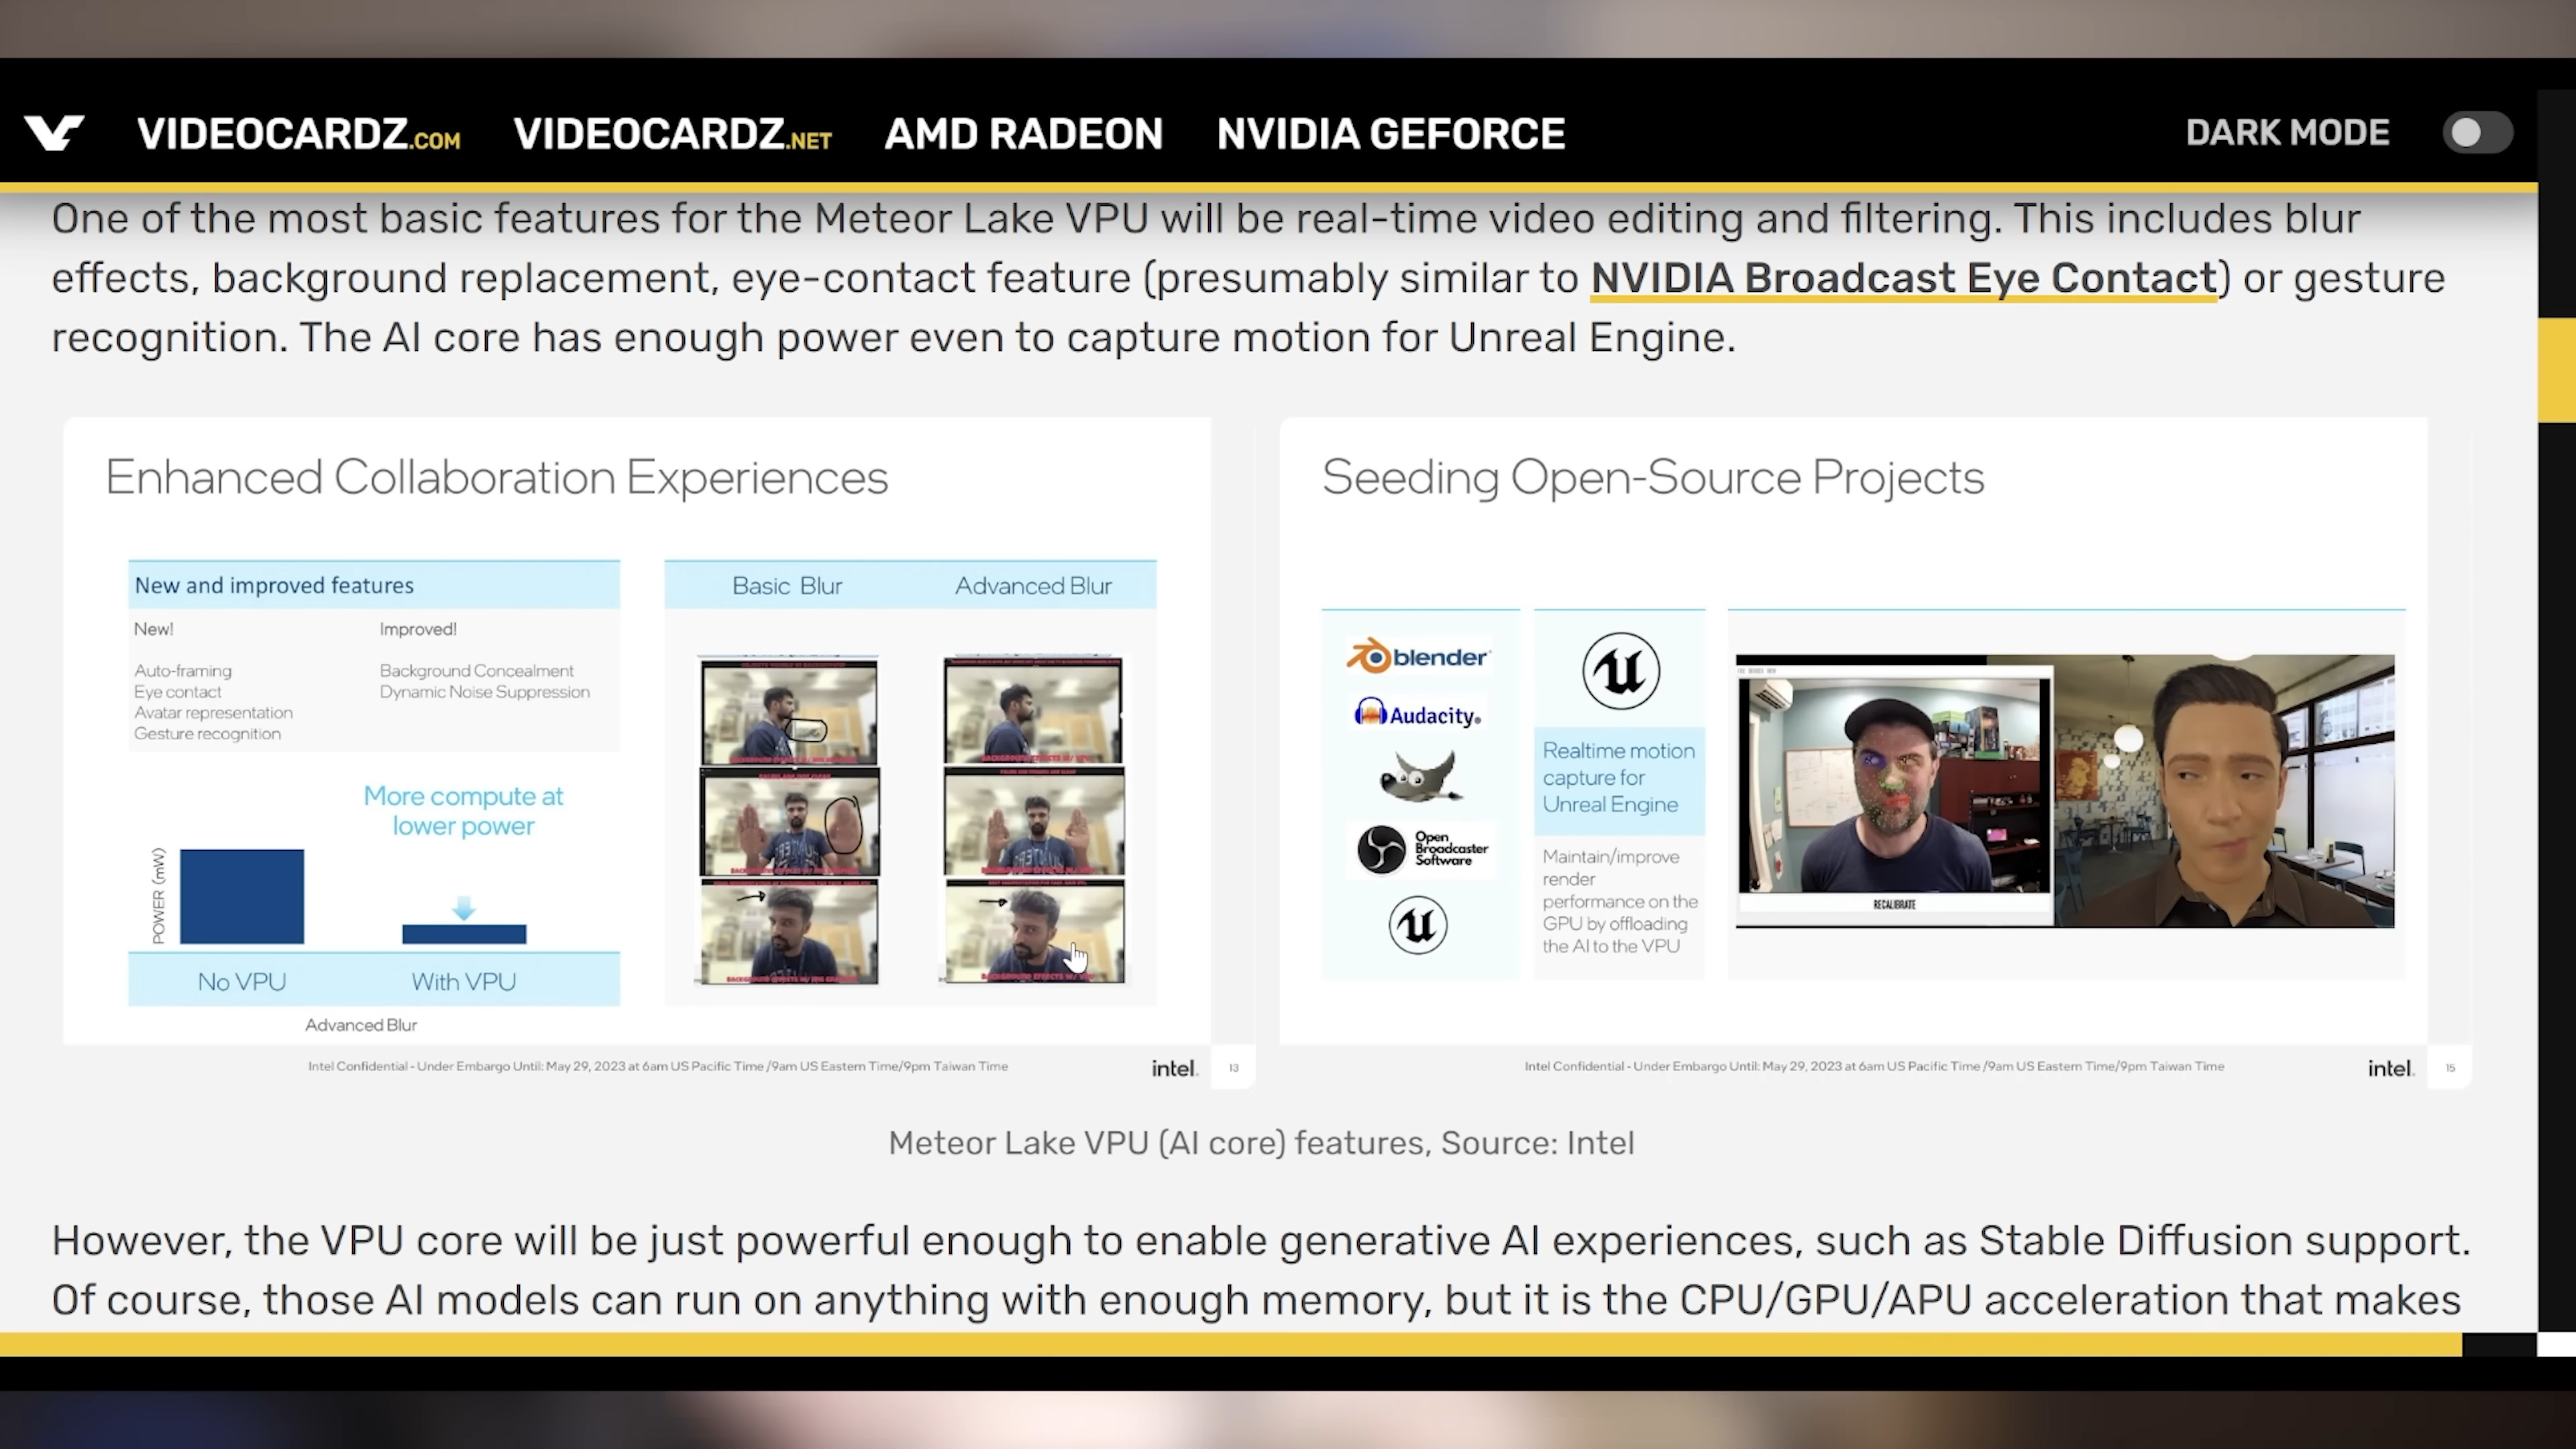 VIDEOCARDZ.COM
VIDEOCARDZ.NET
AMD RADEON
NVIDIA GEFORCE
DARK MODE
One of the most basic features for the Meteor Lake VPU will be real-time video editing and filtering. This includes blur
effects, background replacement, eye-contact feature (presumably similar to NVIDIA Broadcast Eye Contact) or gesture
recognition. The AI core has enough power even to capture motion for Unreal Engine.
Enhanced Collaboration Experiences
New and improved features
New!
Improved!
Auto-framing
Eye contact
Avatar representation
Gesture recognition
Background Concealment
Dynamic Noise Suppression
More compute at
lower power
POWER (mW)
No VPU
With VPU
Advanced Blur
Basic Blur
Advanced Blur
Intel Confidential - Under Embargo Until: May 29, 2023 at 6am US Pacific Time /9am US Eastern Time/9pm Taiwan Time
intel.
13
Seeding Open-Source Projects
blender
Audacity
Open
Broadcaster
Software
Realtime motion
capture for
Unreal Engine
Maintain/improve
render
performance on the
GPU by offloading
the AI to the VPU
RECALIBRATE
Intel Confidential - Under Embargo Until: May 29, 2023 at 6am US Pacific Time /9am US Eastern Time/9pm Taiwan Time
intel.
15
Meteor Lake VPU (AI core) features, Source: Intel
However, the VPU core will be just powerful enough to enable generative AI experiences, such as Stable Diffusion support.
Of course, those AI models can run on anything with enough memory, but it is the CPU/GPU/APU acceleration that makes